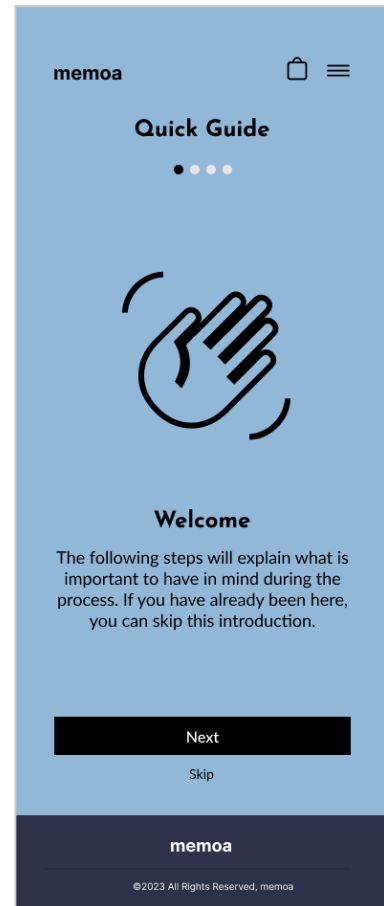 memoa
Quick Guide
Welcome
The following steps will explain what is
important to have in mind during the
process. If you have already been here,
you can skip this introduction.
Next
Skip
memoa
©2023 All Rights Reserved, memoa